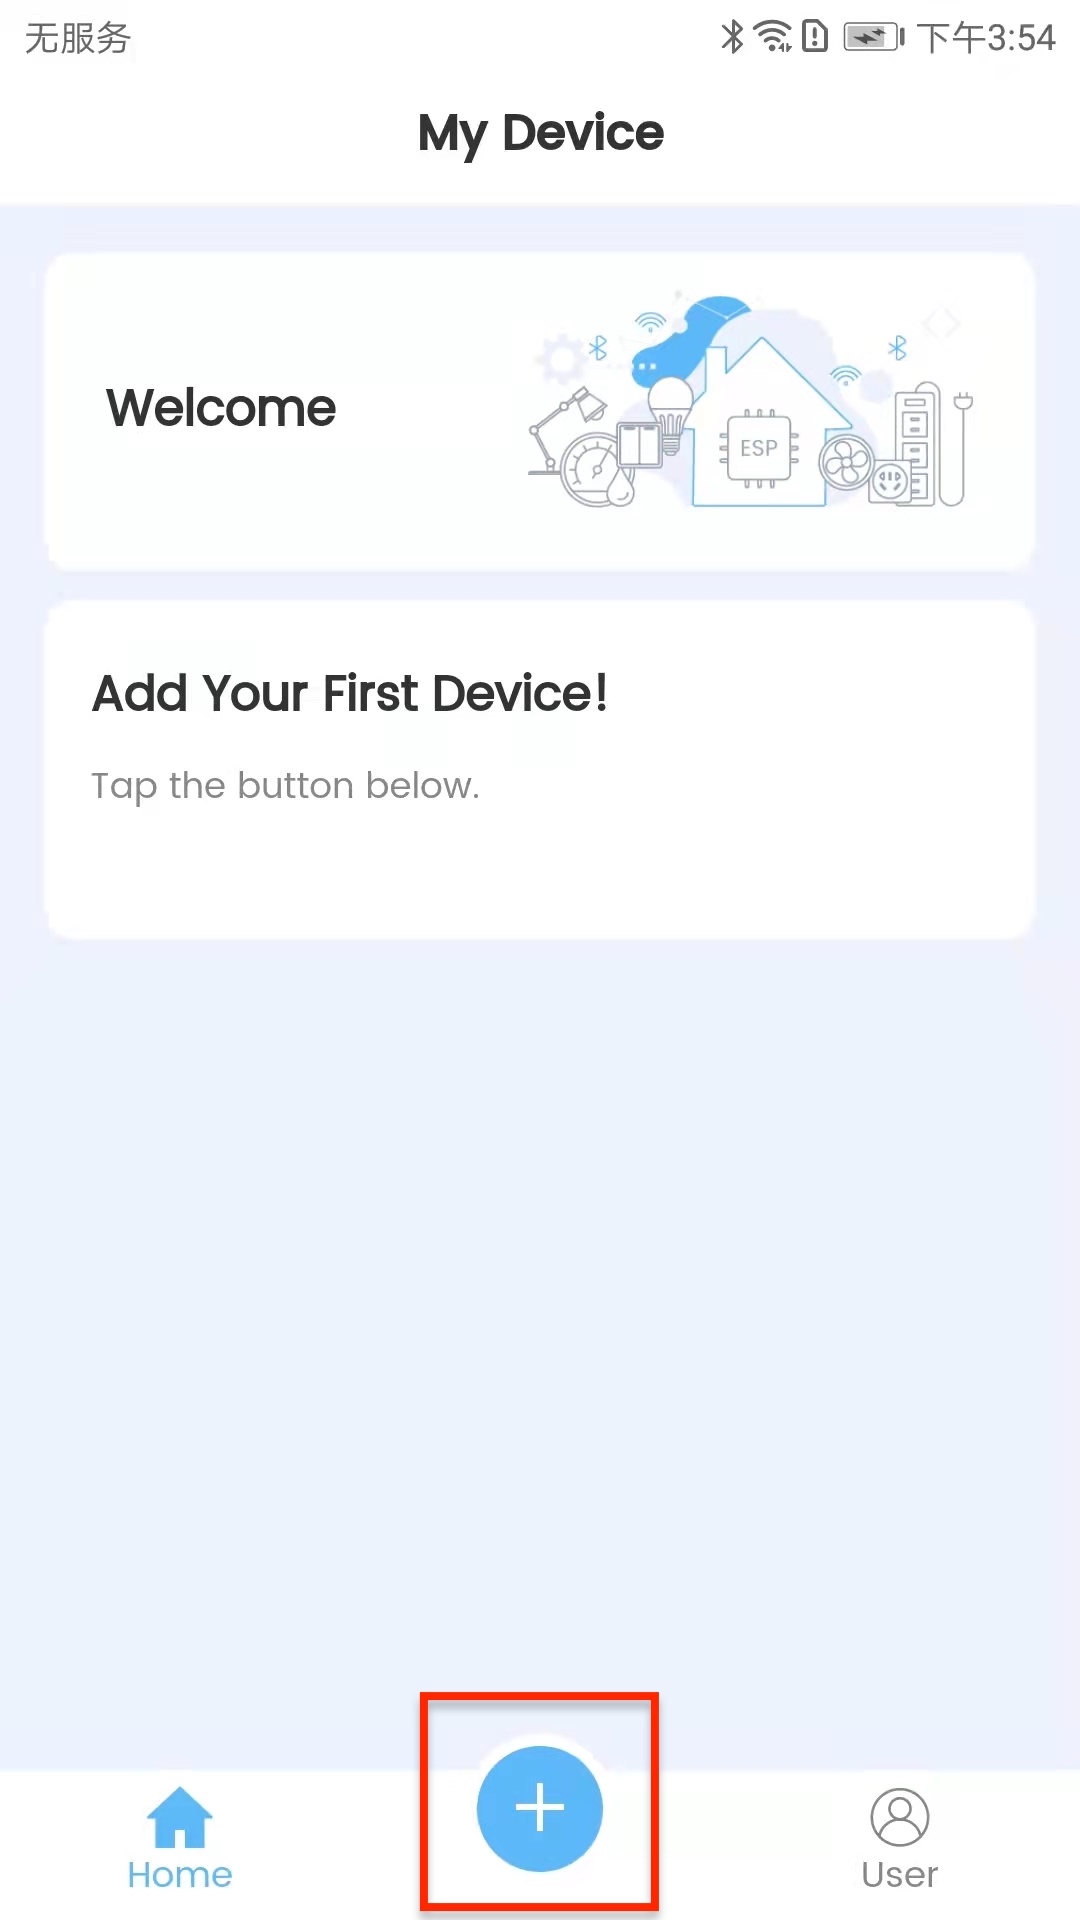 无服务 下午3:54
My Device
Welcome
ESP
Add Your First Device!
Tap the button below.
Home
User